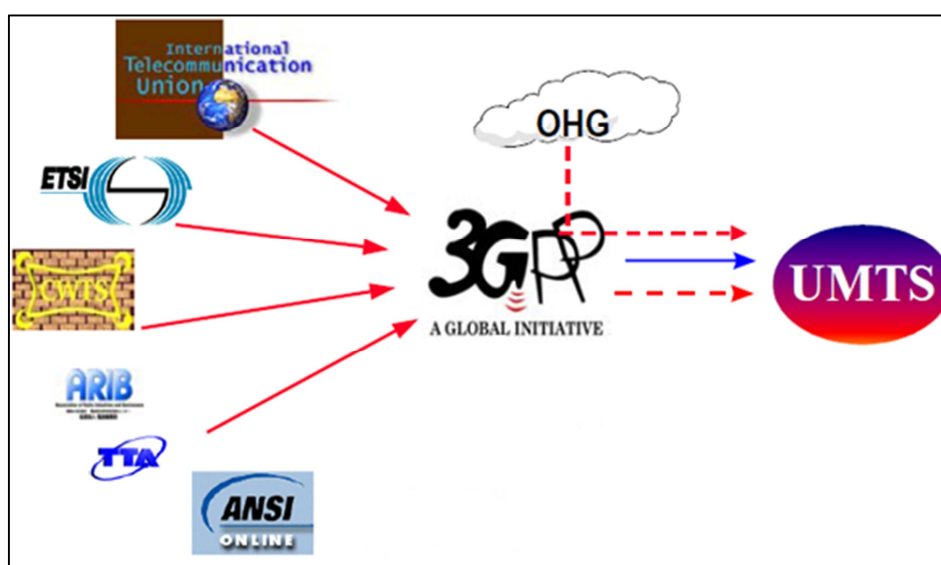 International
Telecommunication
Union
OHG
ETSI
3GPP
A GLOBAL INITIATIVE
UMTS
CWTS
ARIB
TTA
ANSI
ONLINE